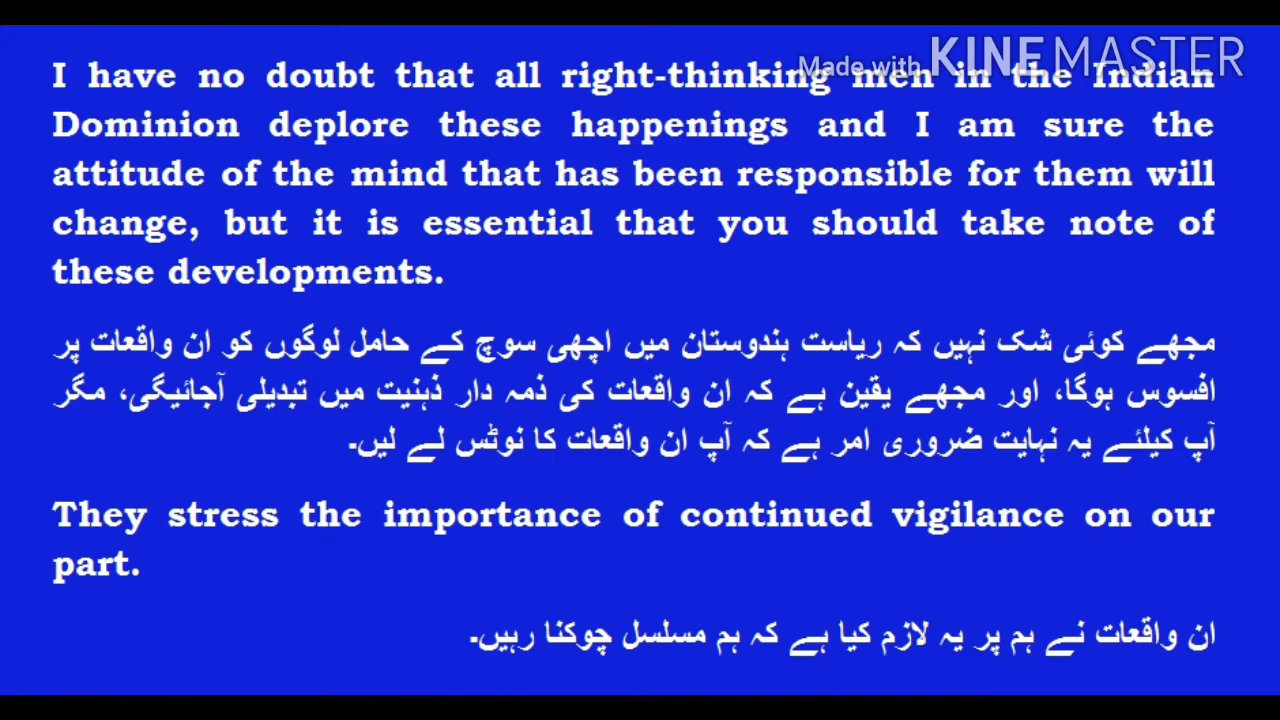 Made with KINEMASTER
I have no doubt that all right-thinking men in the Indian
Dominion deplore these happenings and I am sure the
attitude of the mind that has been responsible for them will
change, but it is essential that you should take note of
these developments.
مجھے کوئی شک نہیں کہ ریاست ہندوستان میں اچھی سوچ کے حامل لوگوں کو ان واقعات پر
افسوس ہوگا، اور مجھے یقین ہے کہ ان واقعات کی ذمہ دار ذہنیت میں تبدیلی آجائیگی، مگر
آپ کیلئے یہ نہایت ضروری امر ہے کہ آپ ان واقعات کا نوٹس لے لیں۔
They stress the importance of continued vigilance on our
part.
ان واقعات نے ہم پر یہ لازم کیا ہے کہ ہم مسلسل چوکنا رہیں۔